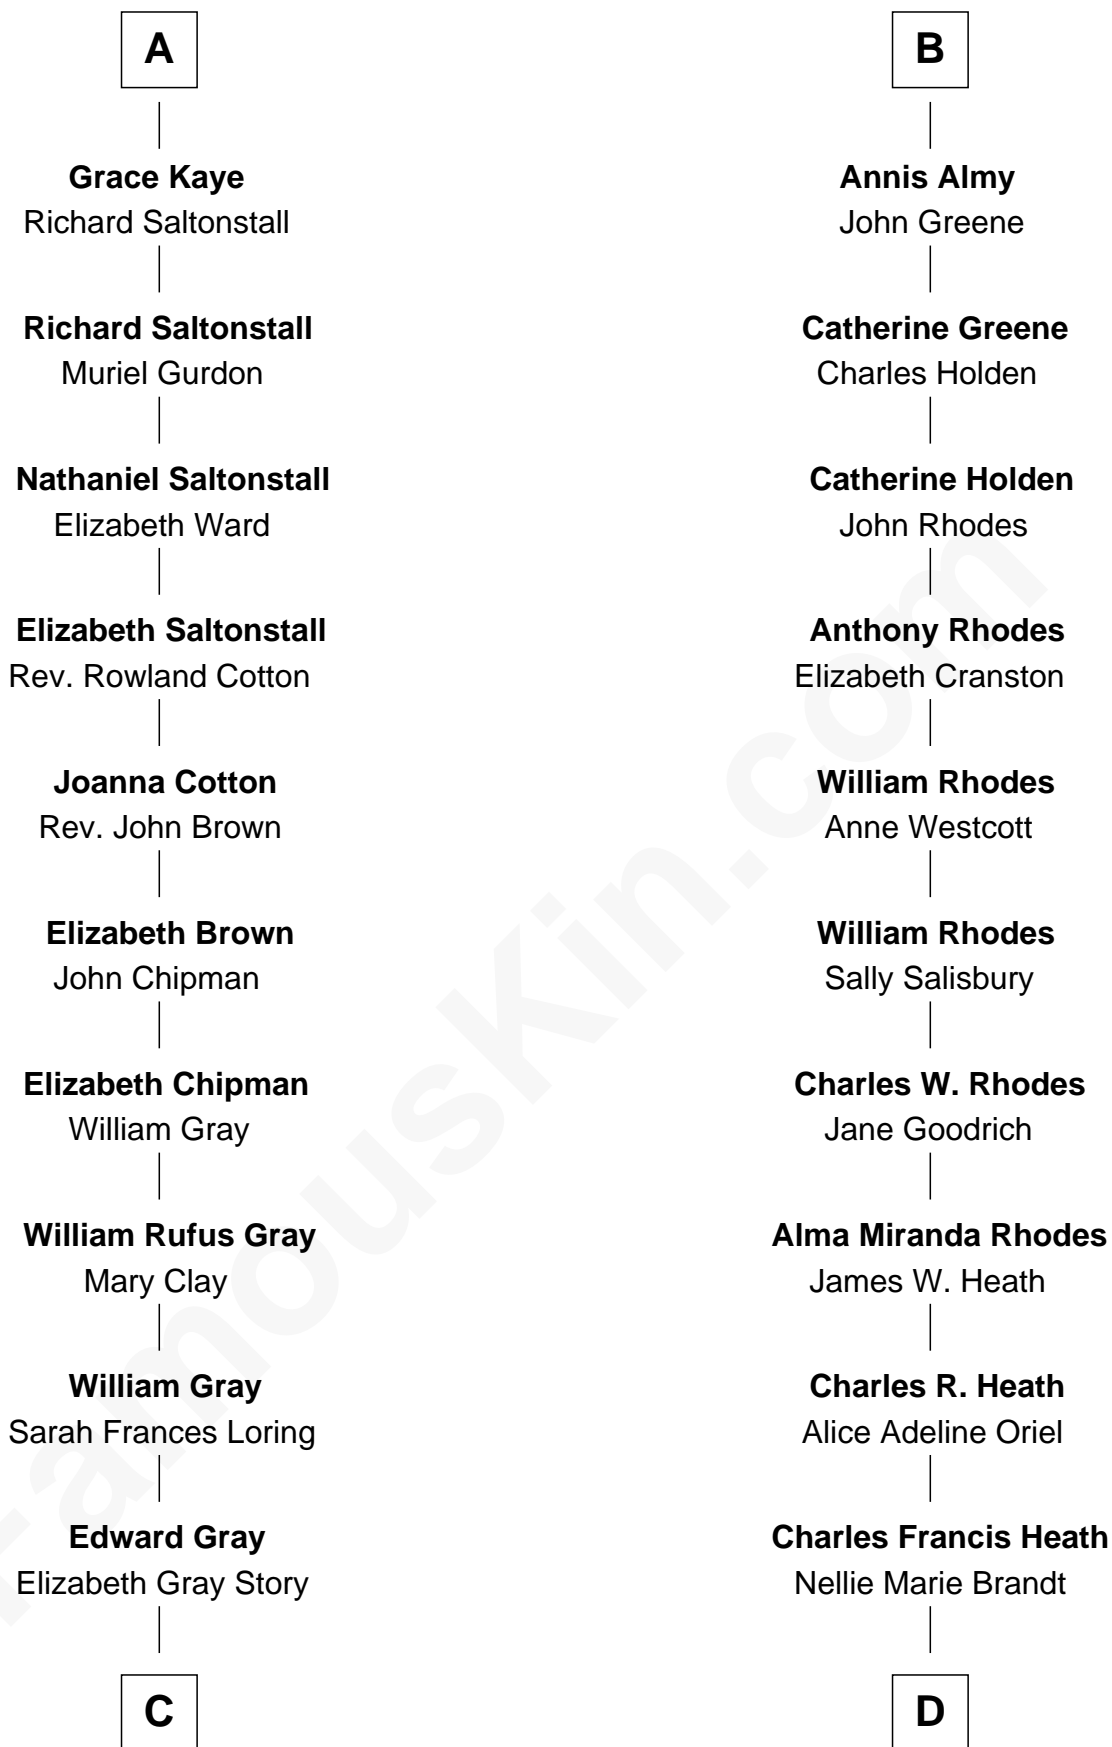 A
Grace Kaye
Richard Saltonstall
Richard Saltonstall
Muriel Gurdon
Nathaniel Saltonstall
Elizabeth Ward
Elizabeth Saltonstall
Rev. Rowland Cotton
Joanna Cotton
Rev. John Brown
Elizabeth Brown
John Chipman
Elizabeth Chipman
William Gray
William Rufus Gray
Mary Clay
William Gray
Sarah Frances Loring
Edward Gray
Elizabeth Gray Story
C
B
Annis Almy
John Greene
Catherine Greene
Charles Holden
Catherine Holden
John Rhodes
Anthony Rhodes
Elizabeth Cranston
William Rhodes
Anne Westcott
William Rhodes
Sally Salisbury
Charles W. Rhodes
Jane Goodrich
Alma Miranda Rhodes
James W. Heath
Charles R. Heath
Alice Adeline Oriel
Charles Francis Heath
Nellie Marie Brandt
D
FamousKin.com